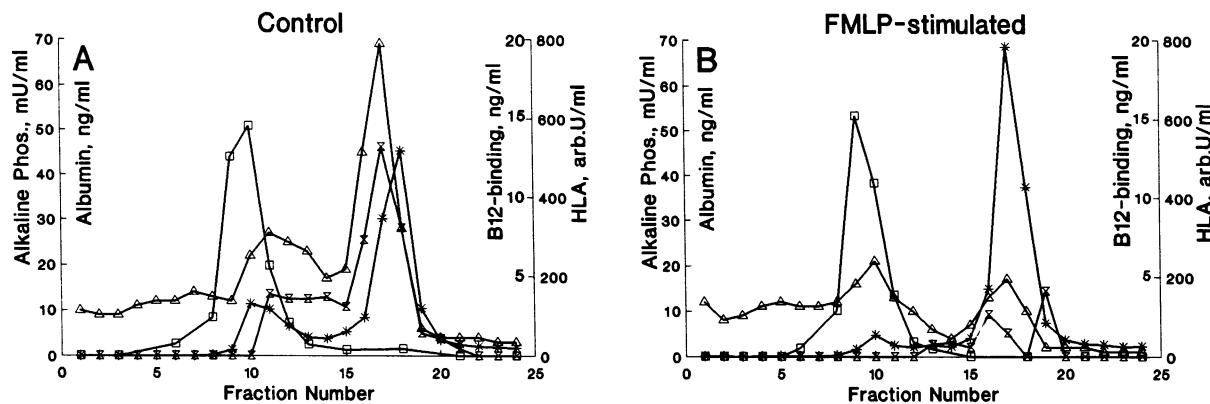 Control
A
Alkaline Phos., mU/ml
Albumin, ng/ml
70
60
50
40
30
20
10
0
20
15
10
5
0
800
600
400
200
0
B12-binding, ng/ml
HLA, arb.U/ml
0 5 10 15 20 25
Fraction Number
FMLP-stimulated
B
Alkaline Phos., mU/ml
Albumin, ng/ml
70
60
50
40
30
20
10
0
20
15
10
5
0
800
600
400
200
0
B12-binding, ng/ml
HLA, arb.U/ml
0 5 10 15 20 25
Fraction Number